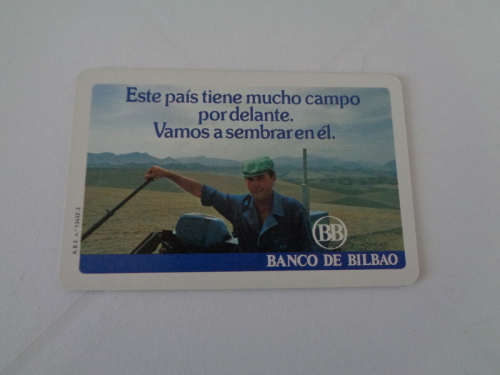 Este país tiene mucho campo
por delante.
Vamos a sembrar en él.
BB
BANCO DE BILBAO